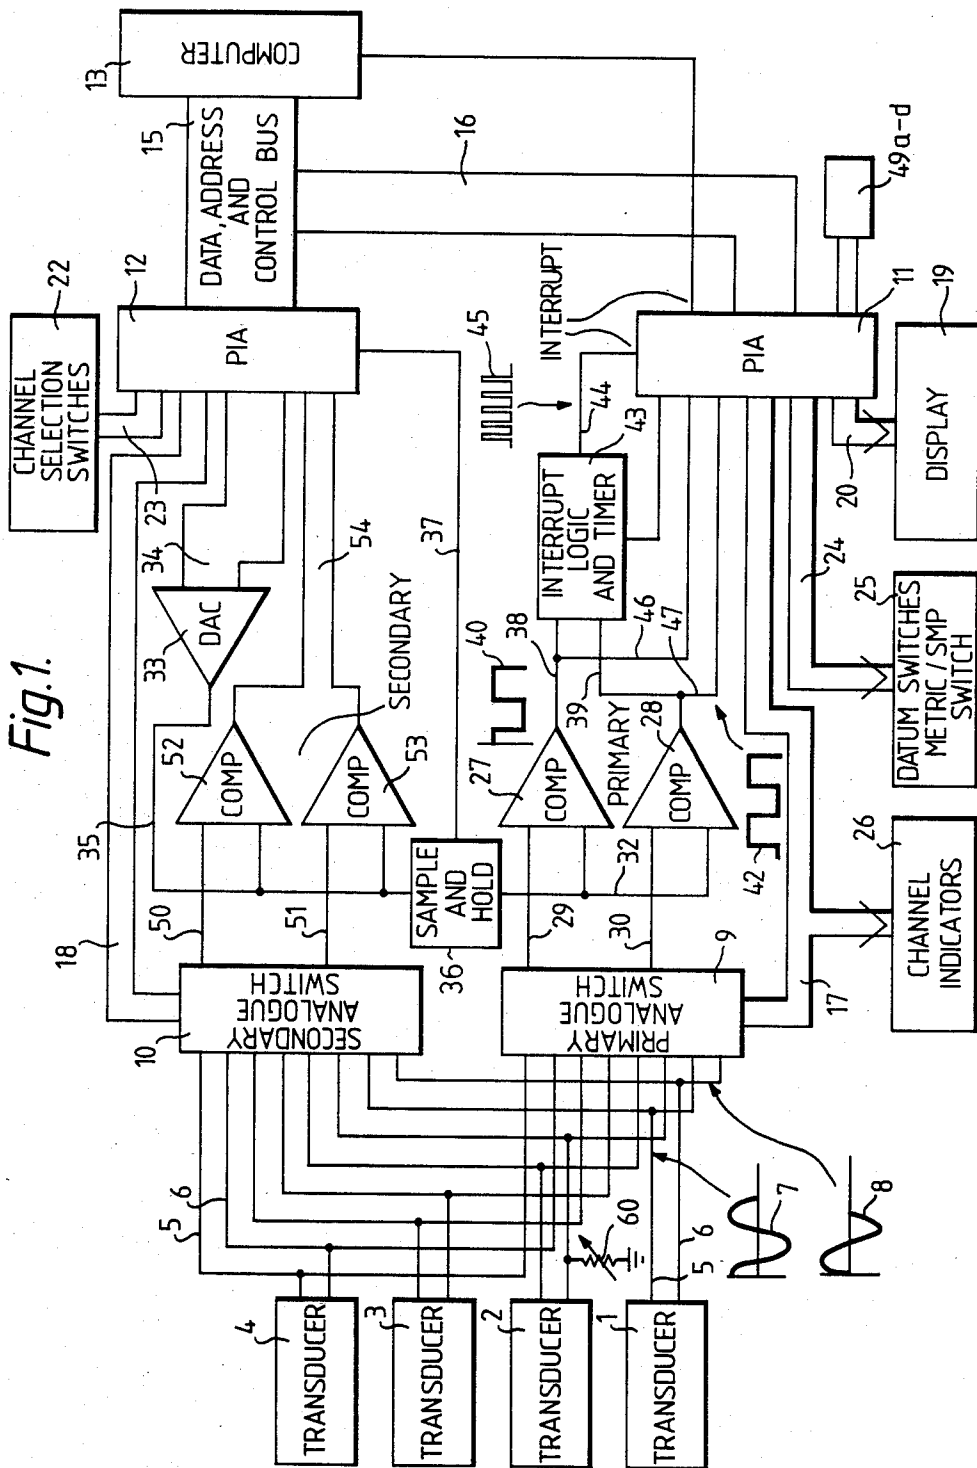 Fig.1.
CHANNEL
SELECTION
SWITCHES
22
23
18
35
34
33
DAC
12
PIA
15
DATA, ADDRESS
AND
CONTROL BUS
13
COMPUTER
16
54
37
52
COMP
53
COMP
SECONDARY
50
51
10
SECONDARY
ANALOGUE
SWITCH
36
SAMPLE
AND
HOLD
5
6
4
TRANSDUCER
3
TRANSDUCER
2
TRANSDUCER
1
TRANSDUCER
60
5
6
7
8
9
PRIMARY
ANALOGUE
SWITCH
29
30
32
27
COMP
PRIMARY
28
COMP
38
39
40
42
46
47
INTERRUPT
LOGIC
AND TIMER
43
44
45
INTERRUPT
PIA
11
49a-d
17
24
20
26
CHANNEL
INDICATORS
25
DATUM SWITCHES
METRIC/SMP
SWITCH
19
DISPLAY